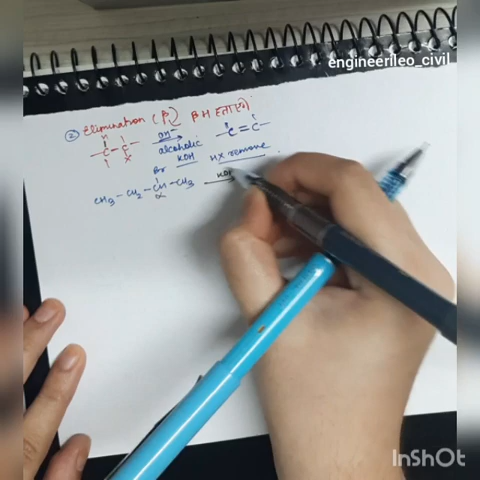 engineerileo_civil
② Elimination (β) βH हटाएंगे
H
-C-C- OH⁻ -C=C-
X alcoholic KOH HX remove.
Br
CH₃-CH₂-CH-CH₃ KOH
α
InShOt